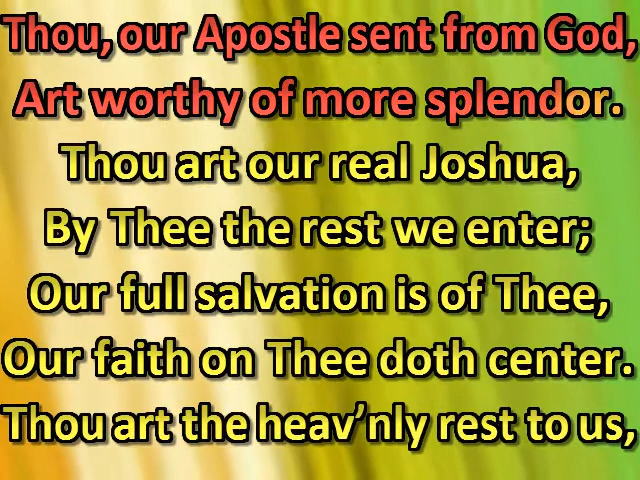 Thou, our Apostle sent from God,
Art worthy of more splendor.
Thou art our real Joshua,
By Thee the rest we enter;
Our full salvation is of Thee,
Our faith on Thee doth center.
Thou art the heav’nly rest to us,